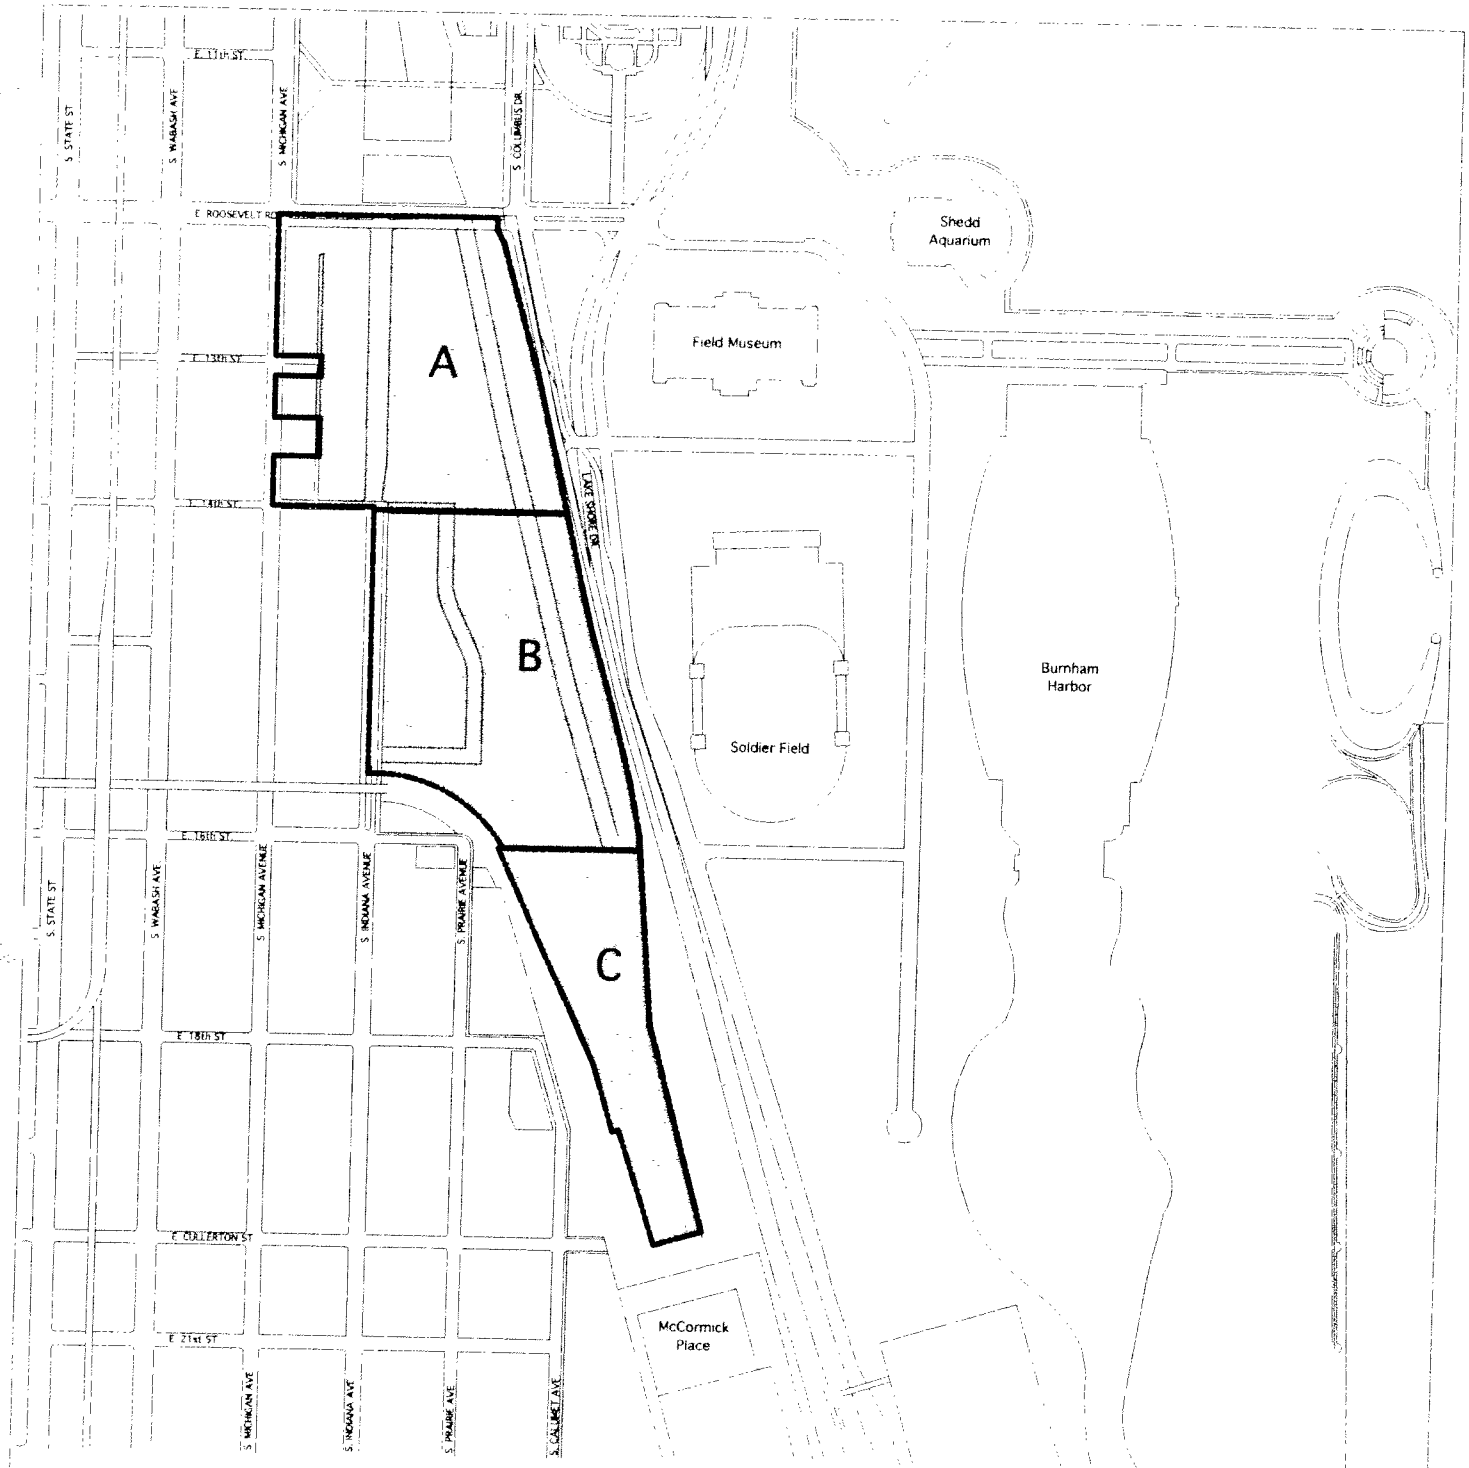 E. 11th ST.
S. STATE ST
S. WABASH AVE
S. MICHIGAN AVE
S. COLUMBUS DR.
E. ROOSEVELT RD
Shedd
Aquarium
Field Museum
E. 13th ST.
A
E. 14th ST.
LAKE SHORE DR.
B
Burnham
Harbor
Soldier Field
E. 16th ST.
S. STATE ST
S. WABASH AVE
S. MICHIGAN AVENUE
S. INDIANA AVENUE
S. PRAIRIE AVENUE
C
E. 18th ST
E. CULLERTON ST
McCormick
Place
E. 21st ST
S. MICHIGAN AVE
S. INDIANA AVE
S. PRAIRIE AVE
S. CALUMET AVE